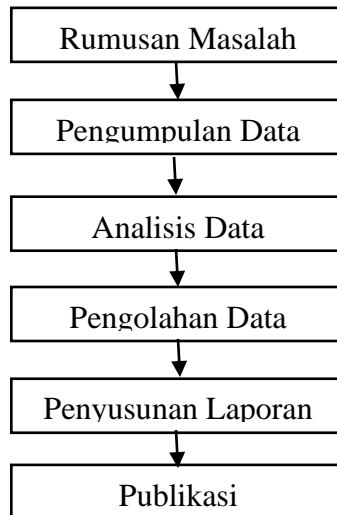 Rumusan Masalah
Pengumpulan Data
Analisis Data
Pengolahan Data
Penyusunan Laporan
Publikasi